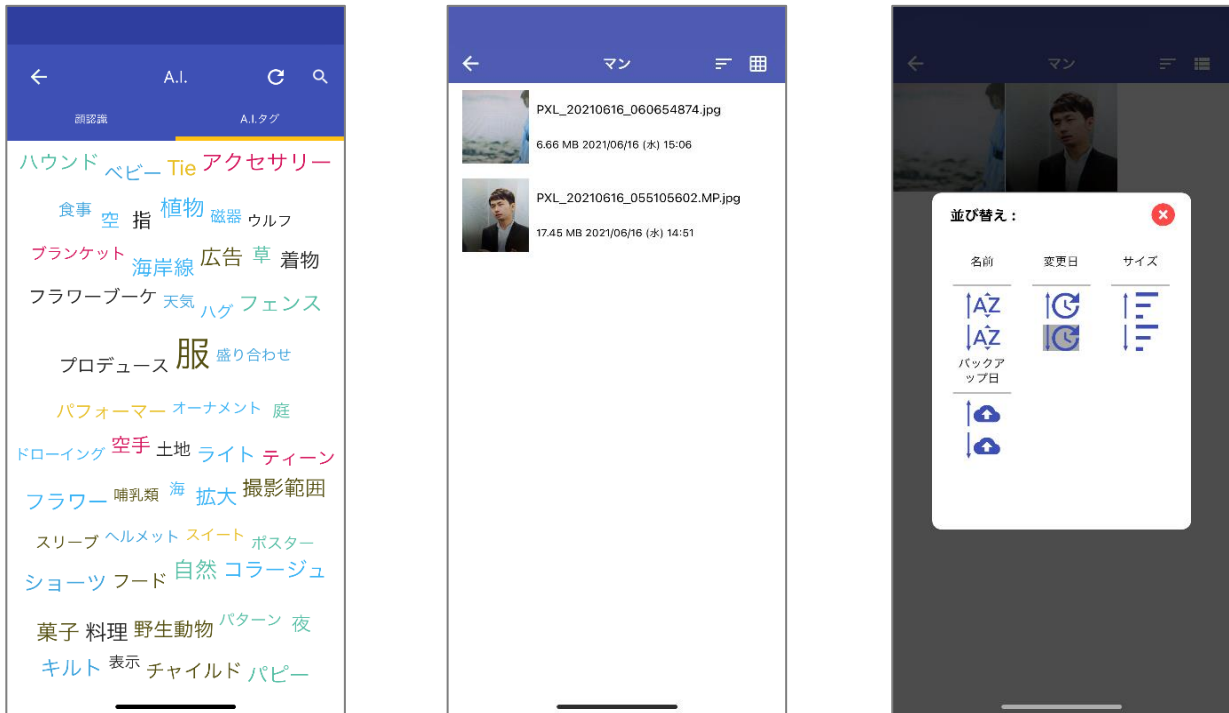 A.I.
顔認識 A.I.タグ
ハウンド ベビー Tie アクセサリー
食事 空 指 植物 磁器 ウルフ
ブランケット 海岸線 広告 草 着物
フラワーブーケ 天気 ハグ フェンス
プロデュース 服 盛り合わせ
パフォーマー オーナメント 庭
ドローイング 空手 土地 ライト ティーン
フラワー 哺乳類 海 拡大 撮影範囲
スリーブ ヘルメット スイート ポスター
ショーツ フード 自然 コラージュ
菓子 料理 野生動物 パターン 夜
キルト 表示 チャイルド パピー
マン
PXL_20210616_060654874.jpg
6.66 MB 2021/06/16 (水) 15:06
PXL_20210616_055105602.MP.jpg
17.45 MB 2021/06/16 (水) 14:51
マン
並び替え :
名前 変更日 サイズ
AZ
AZ
バックア
ップ日